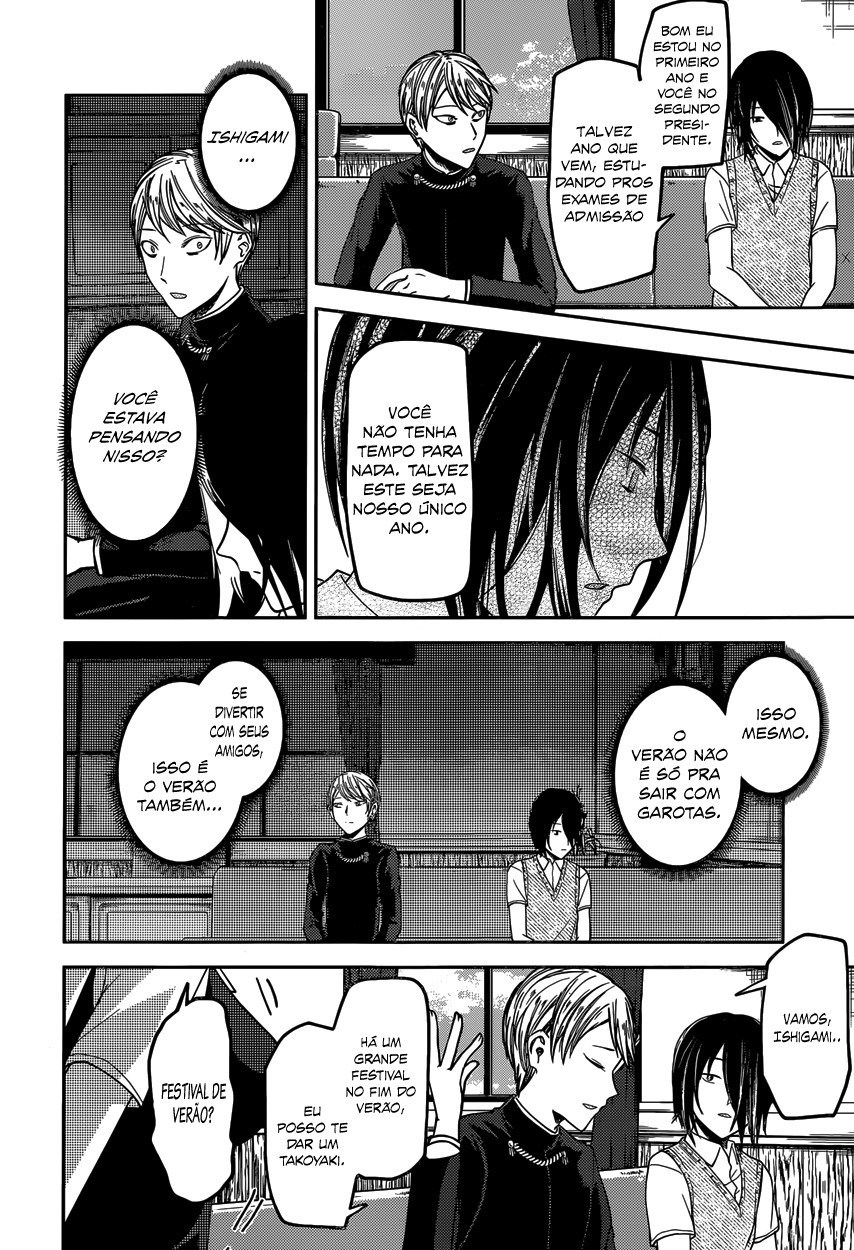 BOM EU
ESTOU NO
PRIMEIRO
ANO E
VOCÊ NO
SEGUNDO
PRESI-
DENTE.
TALVEZ
ANO QUE
VEM, ESTU-
DANDO PROS
EXAMES DE
ADMISSÃO
VOCÊ
NÃO TENHA
TEMPO PARA
NADA. TALVEZ
ESTE SEJA
NOSSO ÚNICO
ANO.
ISHIGAMI
...
VOCÊ
ESTAVA
PENSANDO
NISSO?
ISSO
MESMO.
O
VERÃO NÃO
É SÓ PRA
SAIR COM
GAROTAS.
SE
DIVERTIR
COM SEUS
AMIGOS,
ISSO É
O VERÃO
TAMBÉM...
VAMOS,
ISHIGAMI..
HÁ UM
GRANDE
FESTIVAL
NO FIM DO
VERÃO,
EU
POSSO TE
DAR UM
TAKOYAKI.
FESTIVAL DE
VERÃO?